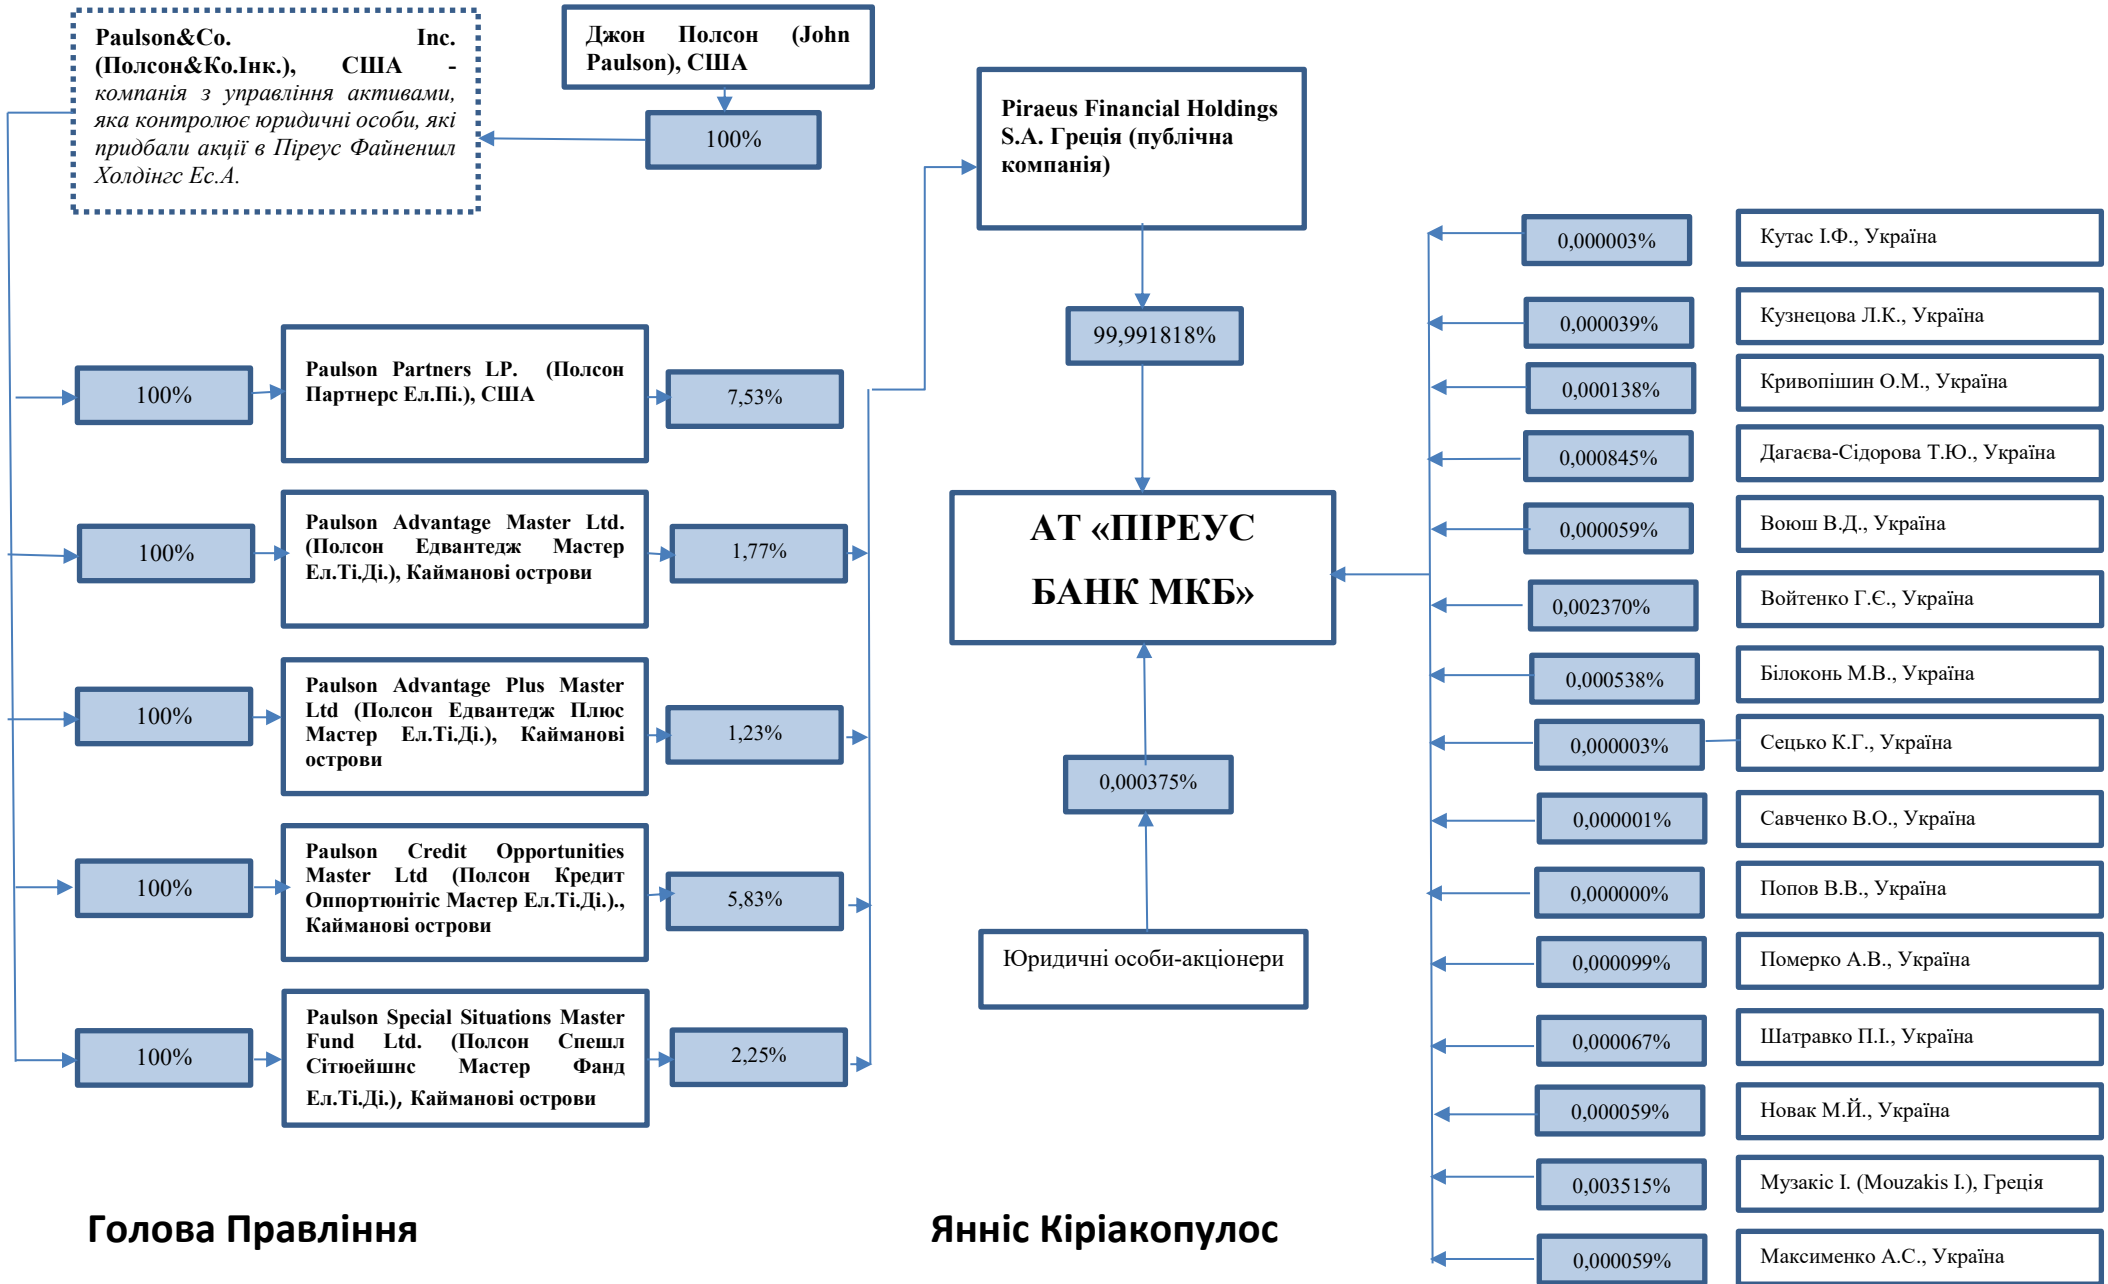 Paulson&Co. Inc.
(Полсон&Ко.Інк.), США -
компанія з управління активами,
яка контролює юридичні особи, які
придбали акції в Піреус Файненшл
Холдінгс Ес.А.
Джон Полсон (John
Paulson), США
100%
Piraeus Financial Holdings
S.A. Греція (публічна
компанія)
99,991818%
100%
Paulson Partners LP. (Полсон
Партнерс Ел.Пі.), США
7,53%
100%
Paulson Advantage Master Ltd.
(Полсон Едвантедж Мастер
Ел.Ті.Ді.), Кайманові острови
1,77%
100%
Paulson Advantage Plus Master
Ltd (Полсон Едвантедж Плюс
Мастер Ел.Ті.Ді.), Кайманові
острови
1,23%
100%
Paulson Credit Opportunities
Master Ltd (Полсон Кредит
Оппортюнітіс Мастер Ел.Ті.Ді.).,
Кайманові острови
5,83%
100%
Paulson Special Situations Master
Fund Ltd. (Полсон Спешл
Сітюейшнс Мастер Фанд
Ел.Ті.Ді.), Кайманові острови
2,25%
АТ «ПІРЕУС
БАНК МКБ»
0,000375%
Юридичні особи-акціонери
0,000003%
Кутас І.Ф., Україна
0,000039%
Кузнецова Л.К., Україна
0,000138%
Кривопішин О.М., Україна
0,000845%
Дагаєва-Сідорова Т.Ю., Україна
0,000059%
Воюш В.Д., Україна
0,002370%
Войтенко Г.Є., Україна
0,000538%
Білоконь М.В., Україна
0,000003%
Сецько К.Г., Україна
0,000001%
Савченко В.О., Україна
0,000000%
Попов В.В., Україна
0,000099%
Померко А.В., Україна
0,000067%
Шатравко П.І., Україна
0,000059%
Новак М.Й., Україна
0,003515%
Музакіс І. (Mouzakis I.), Греція
0,000059%
Максименко А.С., Україна
Голова Правління
Янніс Кіріакопулос